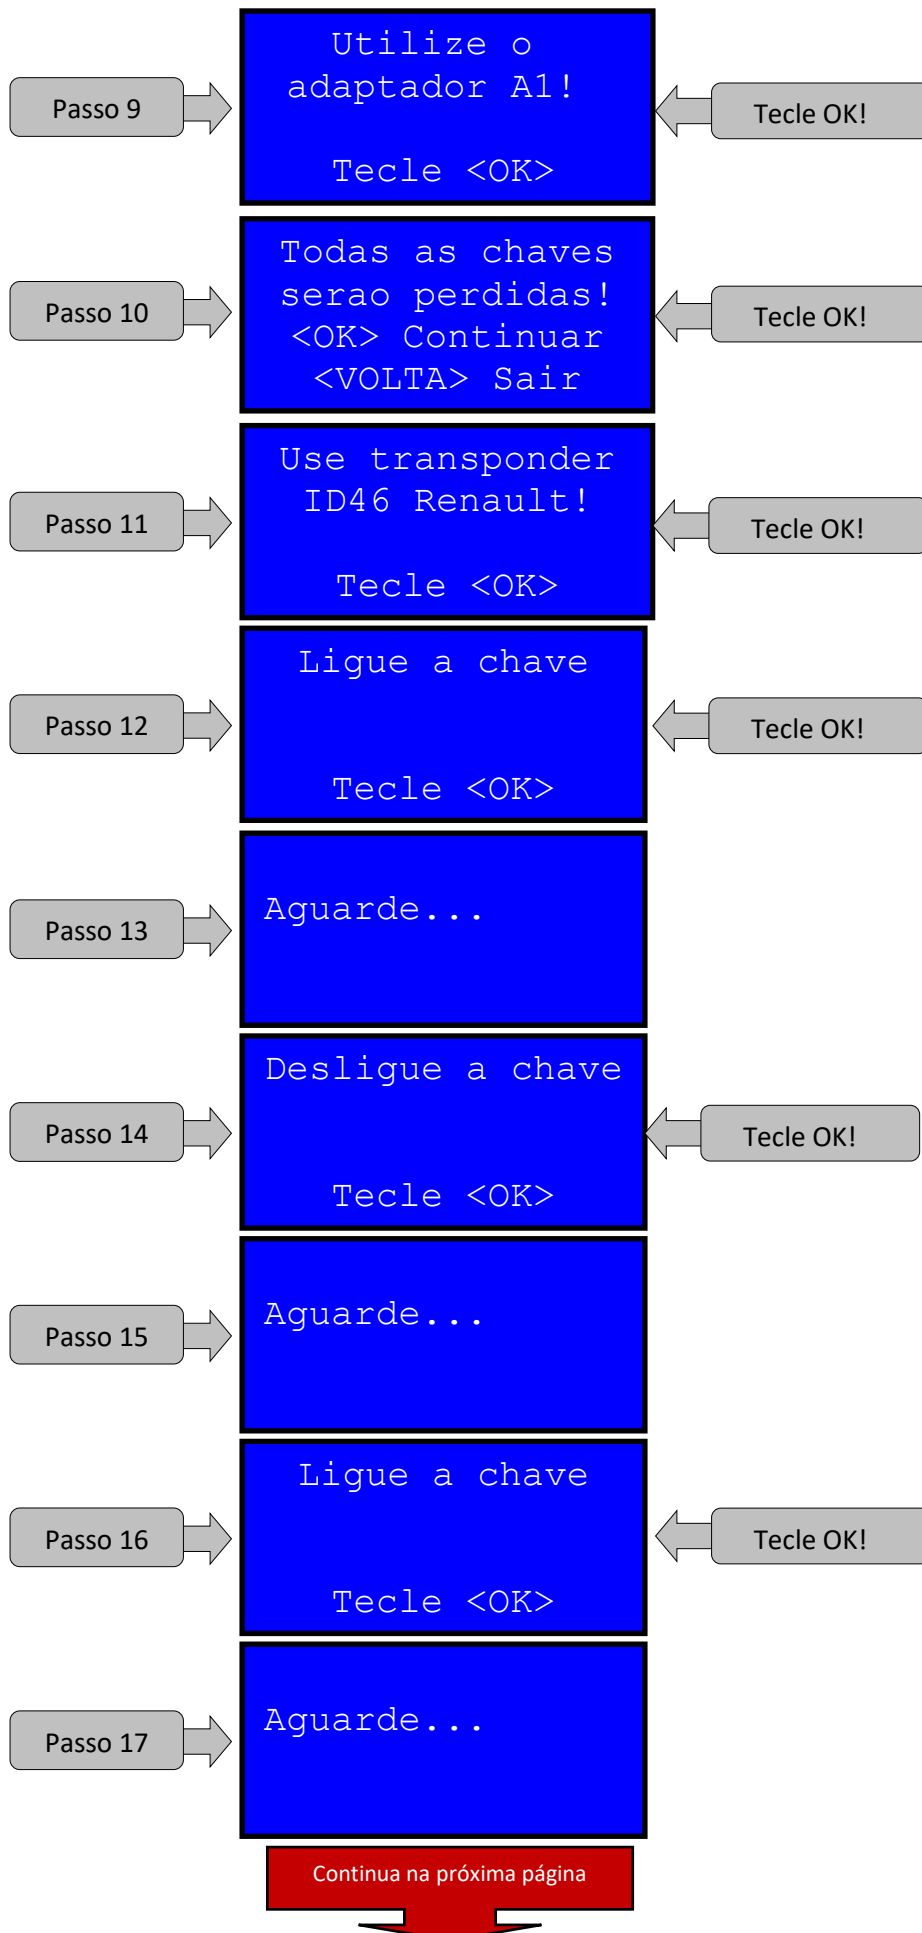 Passo 9
Utilize o
adaptador A1!
Tecle <OK>
Tecle OK!
Passo 10
Todas as chaves
serao perdidas!
<OK> Continuar
<VOLTA> Sair
Tecle OK!
Passo 11
Use transponder
ID46 Renault!
Tecle <OK>
Tecle OK!
Passo 12
Ligue a chave
Tecle <OK>
Tecle OK!
Passo 13
Aguarde...
Passo 14
Desligue a chave
Tecle <OK>
Tecle OK!
Passo 15
Aguarde...
Passo 16
Ligue a chave
Tecle <OK>
Tecle OK!
Passo 17
Aguarde...
Continua na próxima página